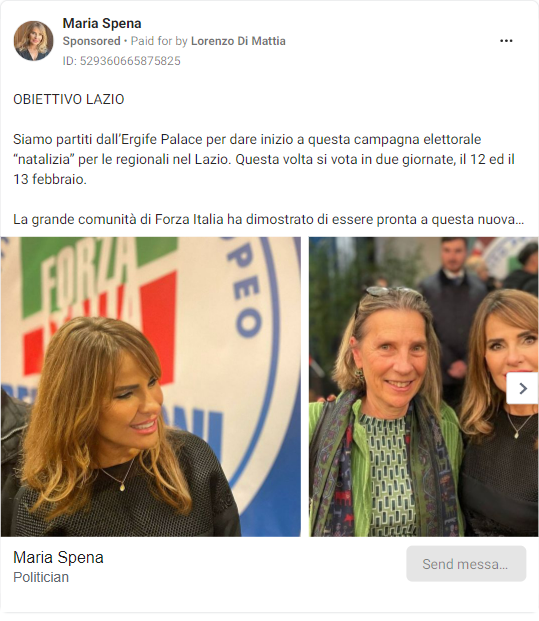 Maria Spena
Sponsored • Paid for by Lorenzo Di Mattia
ID: 529360665875825
OBIETTIVO LAZIO
Siamo partiti dall'Ergife Palace per dare inizio a questa campagna elettorale
“natalizia” per le regionali nel Lazio. Questa volta si vota in due giornate, il 12 ed il
13 febbraio.
La grande comunità di Forza Italia ha dimostrato di essere pronta a questa nuova...
FORZA
OPEO
Maria Spena
Politician
Send messa...